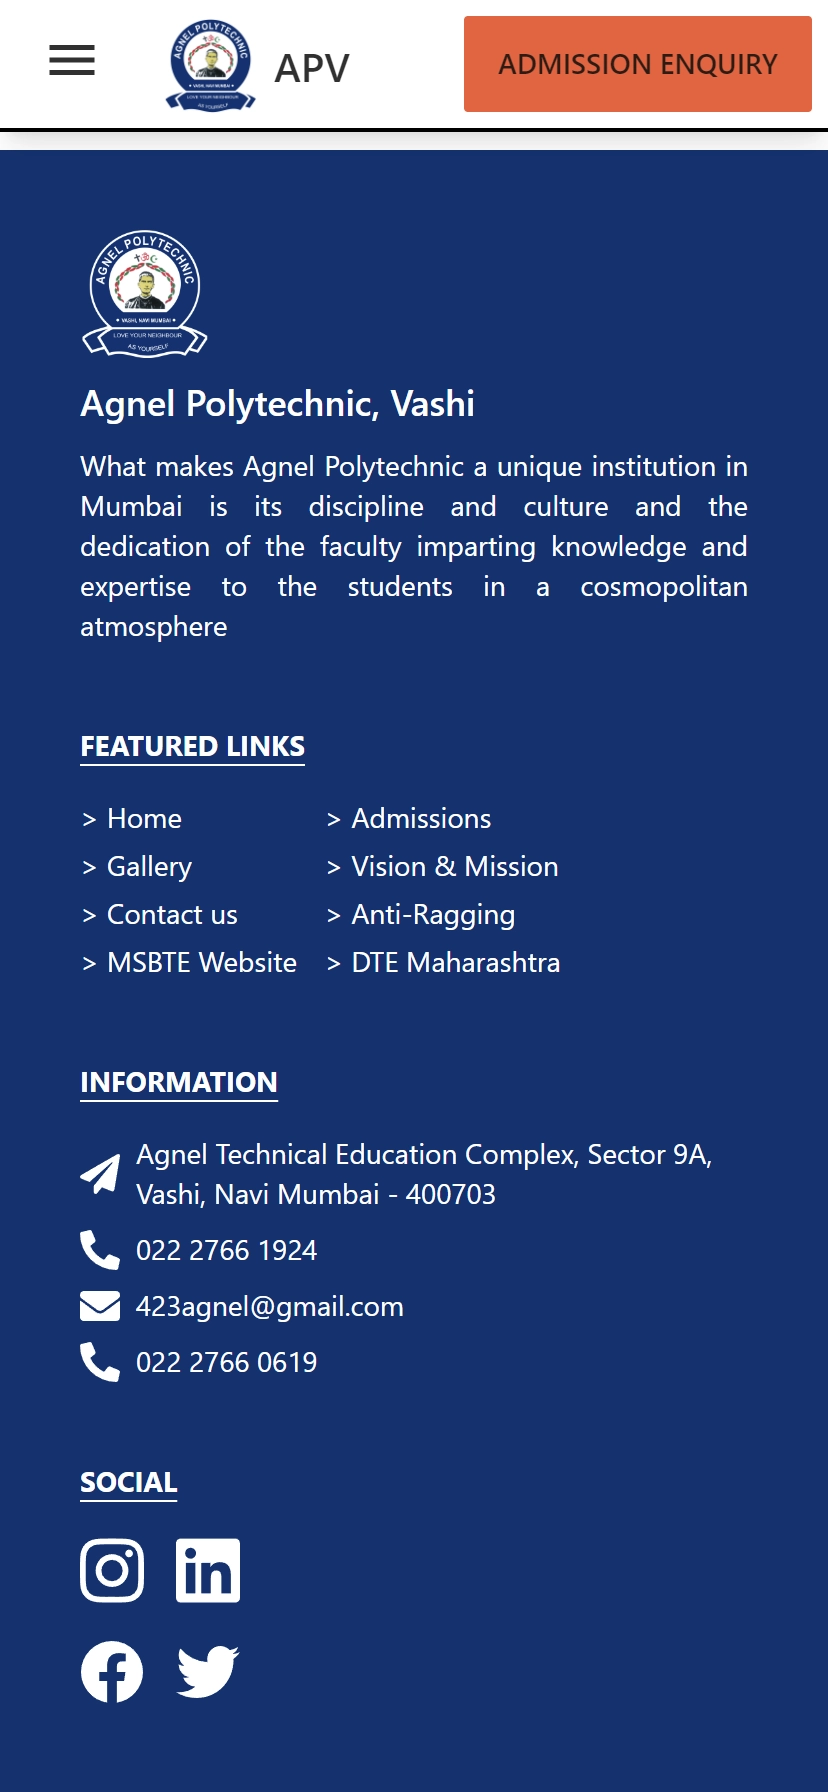 AGNEL POLYTECHNIC
VASHI, NAVI MUMBAI
LOVE YOUR NEIGHBOUR
AS YOURSELF
APV
ADMISSION ENQUIRY
AGNEL POLYTECHNIC
VASHI, NAVI MUMBAI
LOVE YOUR NEIGHBOUR
AS YOURSELF
Agnel Polytechnic, Vashi
What makes Agnel Polytechnic a unique institution in
Mumbai is its discipline and culture and the
dedication of the faculty imparting knowledge and
expertise to the students in a cosmopolitan
atmosphere
FEATURED LINKS
> Home > Admissions
> Gallery > Vision & Mission
> Contact us > Anti-Ragging
> MSBTE Website > DTE Maharashtra
INFORMATION
Agnel Technical Education Complex, Sector 9A,
Vashi, Navi Mumbai - 400703
022 2766 1924
423agnel@gmail.com
022 2766 0619
SOCIAL